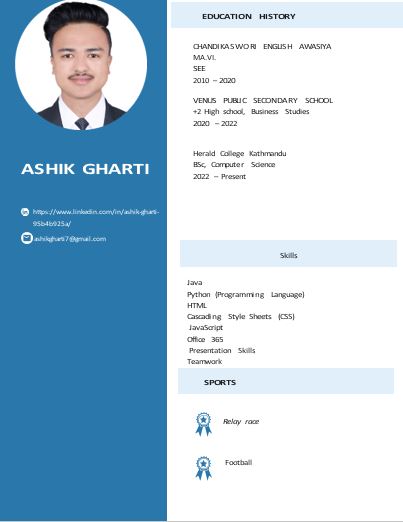 ASHIK GHARTI
https://www.linkedin.com/in/ashik-gharti-
95b4b925a/
ashikgharti7@gmail.com
EDUCATION HISTORY
CHANDIKASWORI ENGLISH AWASIYA
MA.VI.
SEE
2010 – 2020
VENUS PUBLIC SECONDARY SCHOOL
+2 High school, Business Studies
2020 – 2022
Herald College Kathmandu
BSc, Computer Science
2022 – Present
Skills
Java
Python (Programming Language)
HTML
Cascading Style Sheets (CSS)
JavaScript
Office 365
Presentation Skills
Teamwork
SPORTS
Relay race
Football